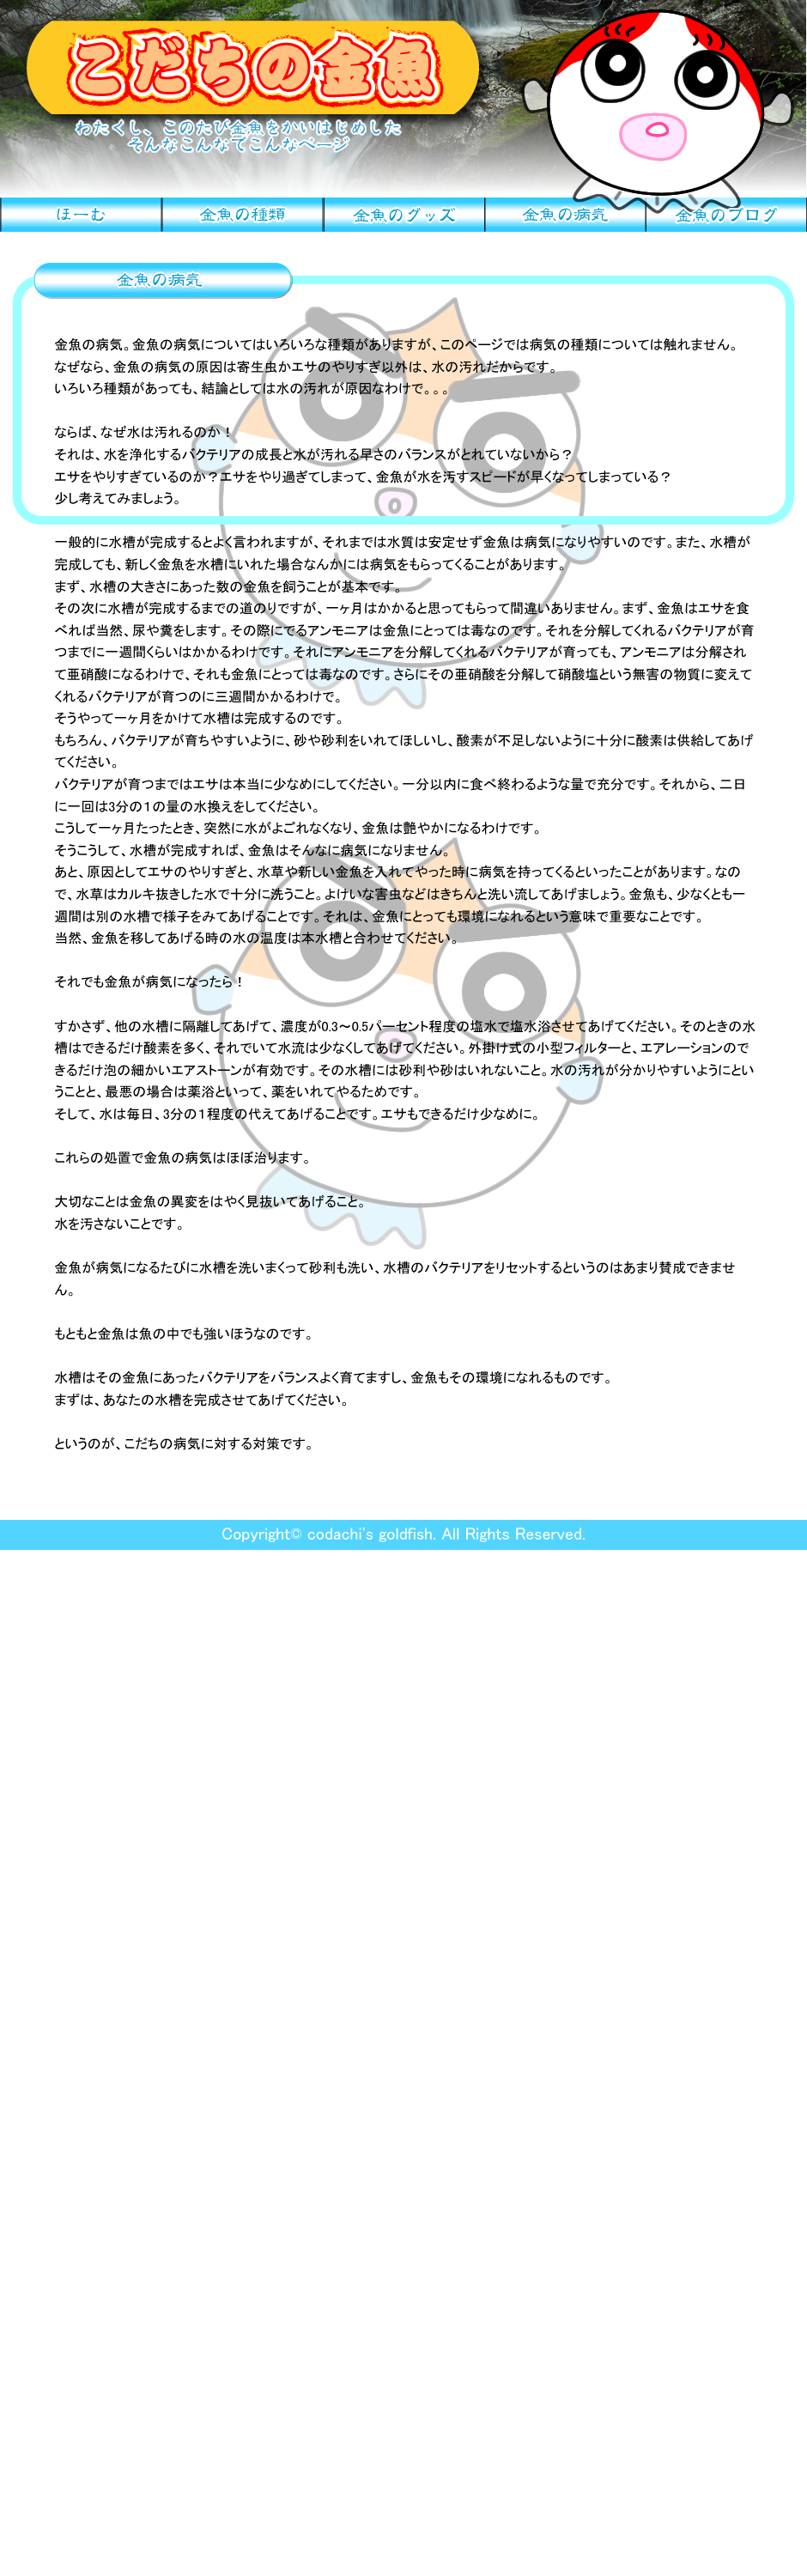 こだちの金魚
わたくし、このたび金魚をかいはじめした
そんなこんなでこんなページ
ほーむ
金魚の種類
金魚のグッズ
金魚の病気
金魚のブログ
金魚の病気
金魚の病気。金魚の病気についてはいろいろな種類がありますが、このページでは病気の種類については触れません。
なぜなら、金魚の病気の原因は寄生虫かエサのやりすぎ以外は、水の汚れだからです。
いろいろ種類があっても、結論としては水の汚れが原因なわけで。。。
ならば、なぜ水は汚れるのか！
それは、水を浄化するバクテリアの成長と水が汚れる早さのバランスがとれていないから？
エサをやりすぎているのか？エサをやり過ぎてしまって、金魚が水を汚すスピードが早くなってしまっている？
少し考えてみましょう。
一般的に水槽が完成するとよく言われますが、それまでは水質は安定せず金魚は病気になりやすいのです。また、水槽が
完成しても、新しく金魚を水槽にいれた場合なんかには病気をもらってくることがあります。
まず、水槽の大きさにあった数の金魚を飼うことが基本です。
その次に水槽が完成するまでの道のりですが、一ヶ月はかかると思ってもらって間違いありません。まず、金魚はエサを食
べれば当然、尿や糞をします。その際にでるアンモニアは金魚にとっては毒なのです。それを分解してくれるバクテリアが育
つまでに一週間くらいはかかるわけです。それにアンモニアを分解してくれるバクテリアが育っても、アンモニアは分解され
て亜硝酸になるわけで、それも金魚にとっては毒なのです。さらにその亜硝酸を分解して硝酸塩という無害の物質に変えて
くれるバクテリアが育つのに三週間かかるわけで。
そうやって一ヶ月をかけて水槽は完成するのです。
もちろん、バクテリアが育ちやすいように、砂や砂利をいれてほしいし、酸素が不足しないように十分に酸素は供給してあげ
てください。
バクテリアが育つまではエサは本当に少なめにしてください。一分以内に食べ終わるような量で充分です。それから、二日
に一回は3分の１の量の水換えをしてください。
こうして一ヶ月たったとき、突然に水がよごれなくなり、金魚は艶やかになるわけです。
そうこうして、水槽が完成すれば、金魚はそんなに病気になりません。
あと、原因としてエサのやりすぎと、水草や新しい金魚を入れてやった時に病気を持ってくるといったことがあります。なの
で、水草はカルキ抜きした水で十分に洗うこと。よけいな害虫などはきちんと洗い流してあげましょう。金魚も、少なくとも一
週間は別の水槽で様子をみてあげることです。それは、金魚にとっても環境になれるという意味で重要なことです。
当然、金魚を移してあげる時の水の温度は本水槽と合わせてください。
それでも金魚が病気になったら！
すかさず、他の水槽に隔離してあげて、濃度が0.3～0.5パーセント程度の塩水で塩水浴させてあげてください。そのときの水
槽はできるだけ酸素を多く、それでいて水流は少なくしてあげてください。外掛け式の小型フィルターと、エアレーションので
きるだけ泡の細かいエアストーンが有効です。その水槽には砂利や砂はいれないこと。水の汚れが分かりやすいようにとい
うことと、最悪の場合は薬浴といって、薬をいれてやるためです。
そして、水は毎日、3分の１程度の代えてあげることです。エサもできるだけ少なめに。
これらの処置で金魚の病気はほぼ治ります。
大切なことは金魚の異変をはやく見抜いてあげること。
水を汚さないことです。
金魚が病気になるたびに水槽を洗いまくって砂利も洗い、水槽のバクテリアをリセットするというのはあまり賛成できませ
ん。
もともと金魚は魚の中でも強いほうなのです。
水槽はその金魚にあったバクテリアをバランスよく育てますし、金魚もその環境になれるものです。
まずは、あなたの水槽を完成させてあげてください。
というのが、こだちの病気に対する対策です。
Copyright© codachi's goldfish. All Rights Reserved.